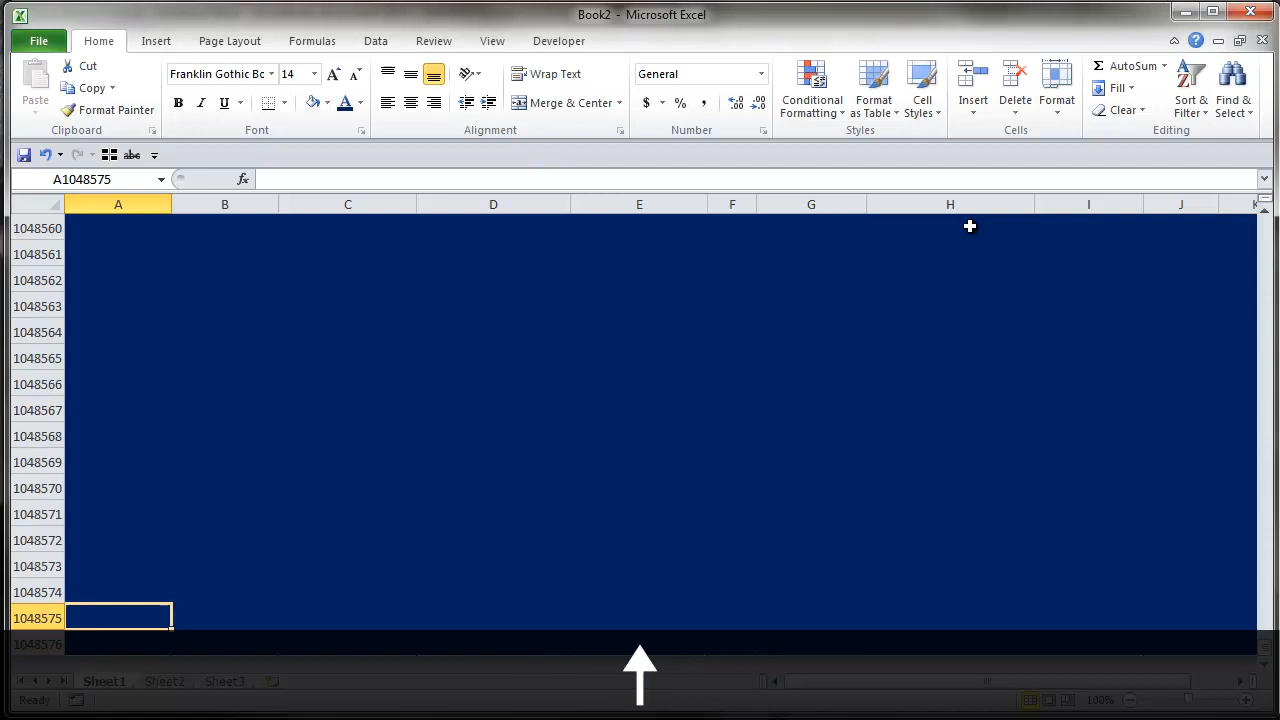 Book2 - Microsoft Excel
File Home Insert Page Layout Formulas Data Review View Developer
Paste
Cut
Copy
Format Painter
Clipboard
Franklin Gothic Bc 14
B I U
Font
Wrap Text
Merge & Center
Alignment
General
$ % ,
Number
Conditional Formatting
Format as Table
Cell Styles
Styles
Insert
Delete
Format
Cells
AutoSum
Fill
Clear
Sort & Filter
Find & Select
Editing
abc
A1048575 fx
A B C D E F G H I J K
1048560
1048561
1048562
1048563
1048564
1048565
1048566
1048567
1048568
1048569
1048570
1048571
1048572
1048573
1048574
1048575
1048576
Sheet1 Sheet2 Sheet3
Ready 100%